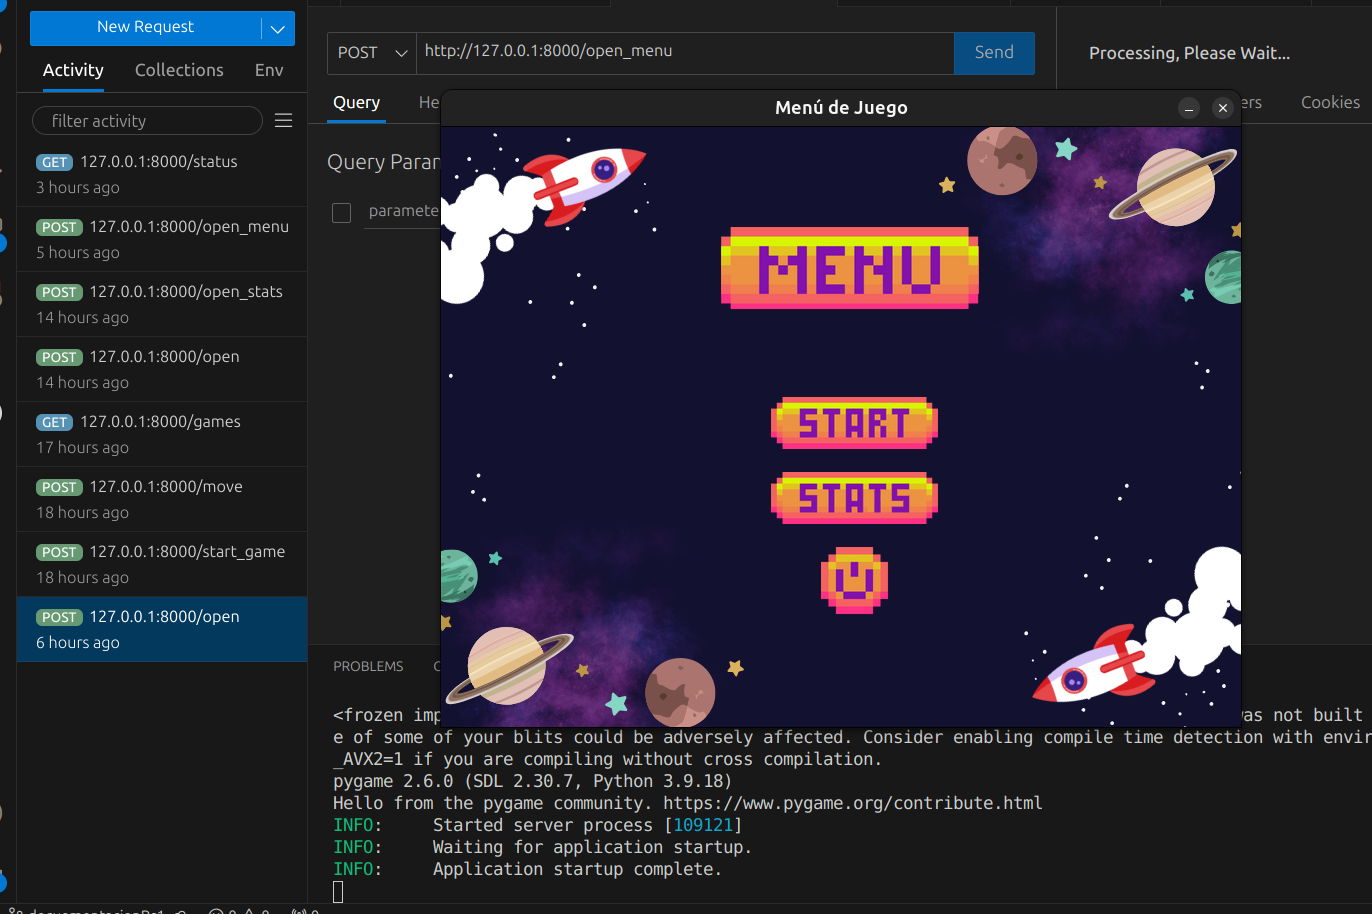 New Request
Activity Collections Env
filter activity
GET 127.0.0.1:8000/status
3 hours ago
POST 127.0.0.1:8000/open_menu
5 hours ago
POST 127.0.0.1:8000/open_stats
14 hours ago
POST 127.0.0.1:8000/open
14 hours ago
GET 127.0.0.1:8000/games
17 hours ago
POST 127.0.0.1:8000/move
18 hours ago
POST 127.0.0.1:8000/start_game
18 hours ago
POST 127.0.0.1:8000/open
6 hours ago
POST http://127.0.0.1:8000/open_menu Send
Processing, Please Wait...
Query He
ers Cookies
Query Param
paramete
Menú de Juego
MENU
START
STATS
PROBLEMS
<frozen imp was not built
e of some of your blits could be adversely affected. Consider enabling compile time detection with envir
_AVX2=1 if you are compiling without cross compilation.
pygame 2.6.0 (SDL 2.30.7, Python 3.9.18)
Hello from the pygame community. https://www.pygame.org/contribute.html
INFO: Started server process [109121]
INFO: Waiting for application startup.
INFO: Application startup complete.